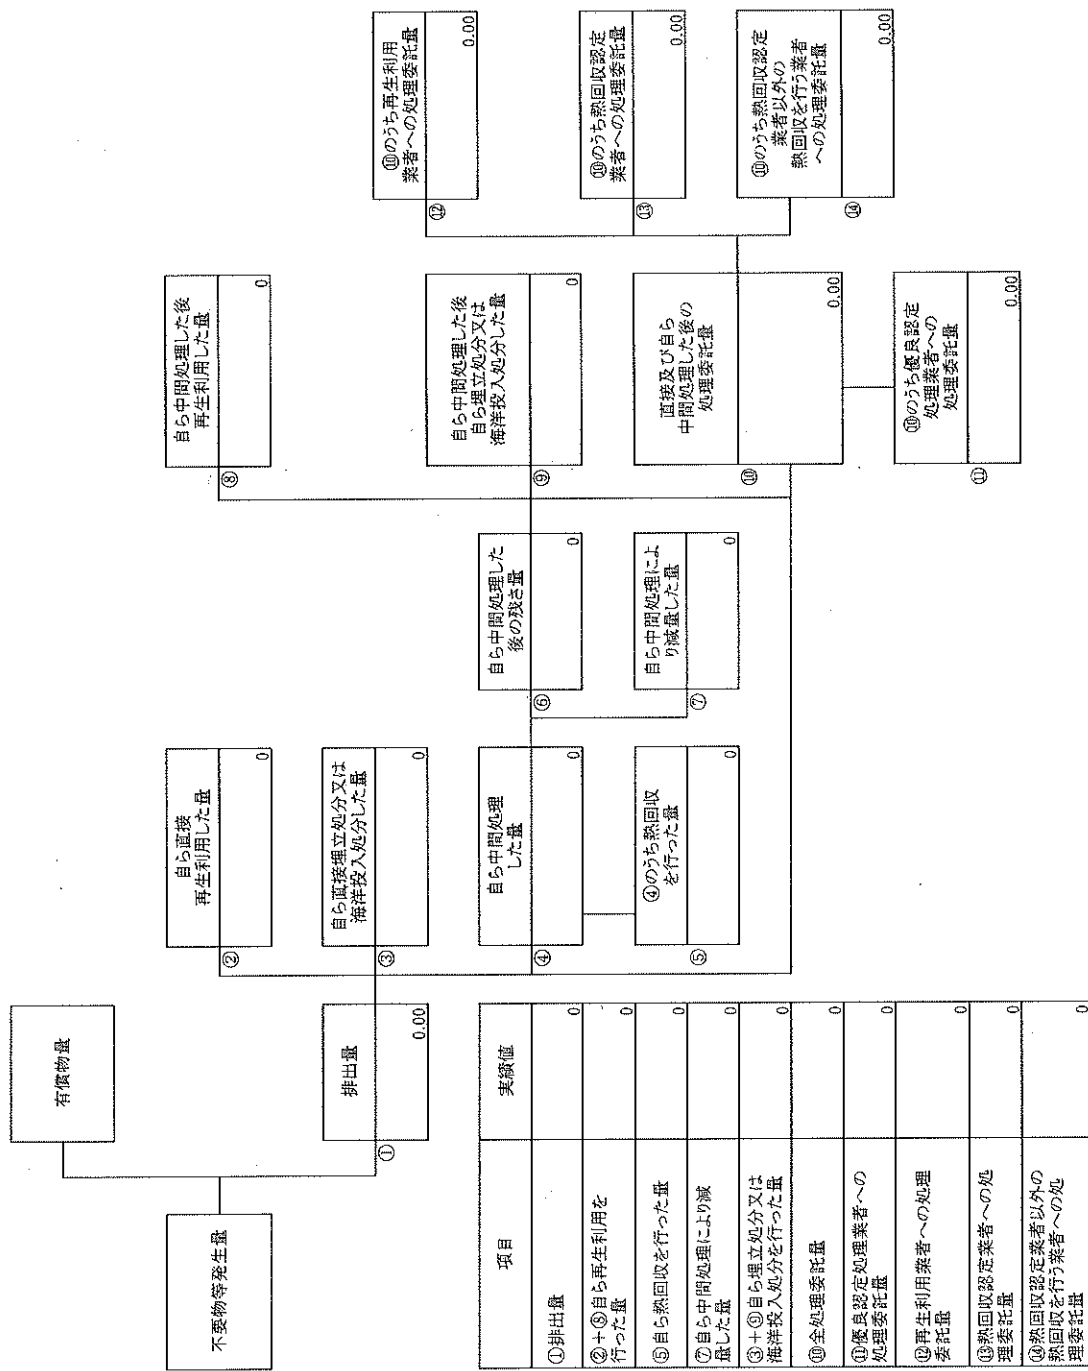 不要物等発生量
有償物量
排出量
①
0.00
自ら直接
再生利用した量
②
0
自ら直接埋立処分又は
海洋投入処分した量
③
0
自ら中間処理
した量
④
0
④のうち熱回収
を行った量
⑤
0
自ら中間処理した
後の残さ量
⑥
0
自ら中間処理によ
り減量した量
⑦
0
自ら中間処理した後
再生利用した量
⑧
0
自ら中間処理した後
自ら埋立処分又は
海洋投入処分した量
⑨
0
直接及び自ら
中間処理した後の
処理委託量
⑩
0.00
⑩のうち優良認定
処理業者への
処理委託量
⑪
0.00
⑩のうち再生利用
業者への処理委託量
⑫
0.00
⑩のうち熱回収認定
業者への処理委託量
⑬
0.00
⑩のうち熱回収認定
業者以外の
熱回収を行う業者
への処理委託量
⑭
0.00
項目
実績値
①排出量
0
②+⑧自ら再生利用を
行った量
0
⑤自ら熱回収を行った量
0
⑦自ら中間処理により減
量した量
0
③+⑨自ら埋立処分又は
海洋投入処分を行った量
0
⑩全処理委託量
0
⑪優良認定処理業者への
処理委託量
0
⑫再生利用業者への処理
委託量
0
⑬熱回収認定業者への処
理委託量
0
⑭熱回収認定業者以外の
熱回収を行う業者への処
理委託量
0